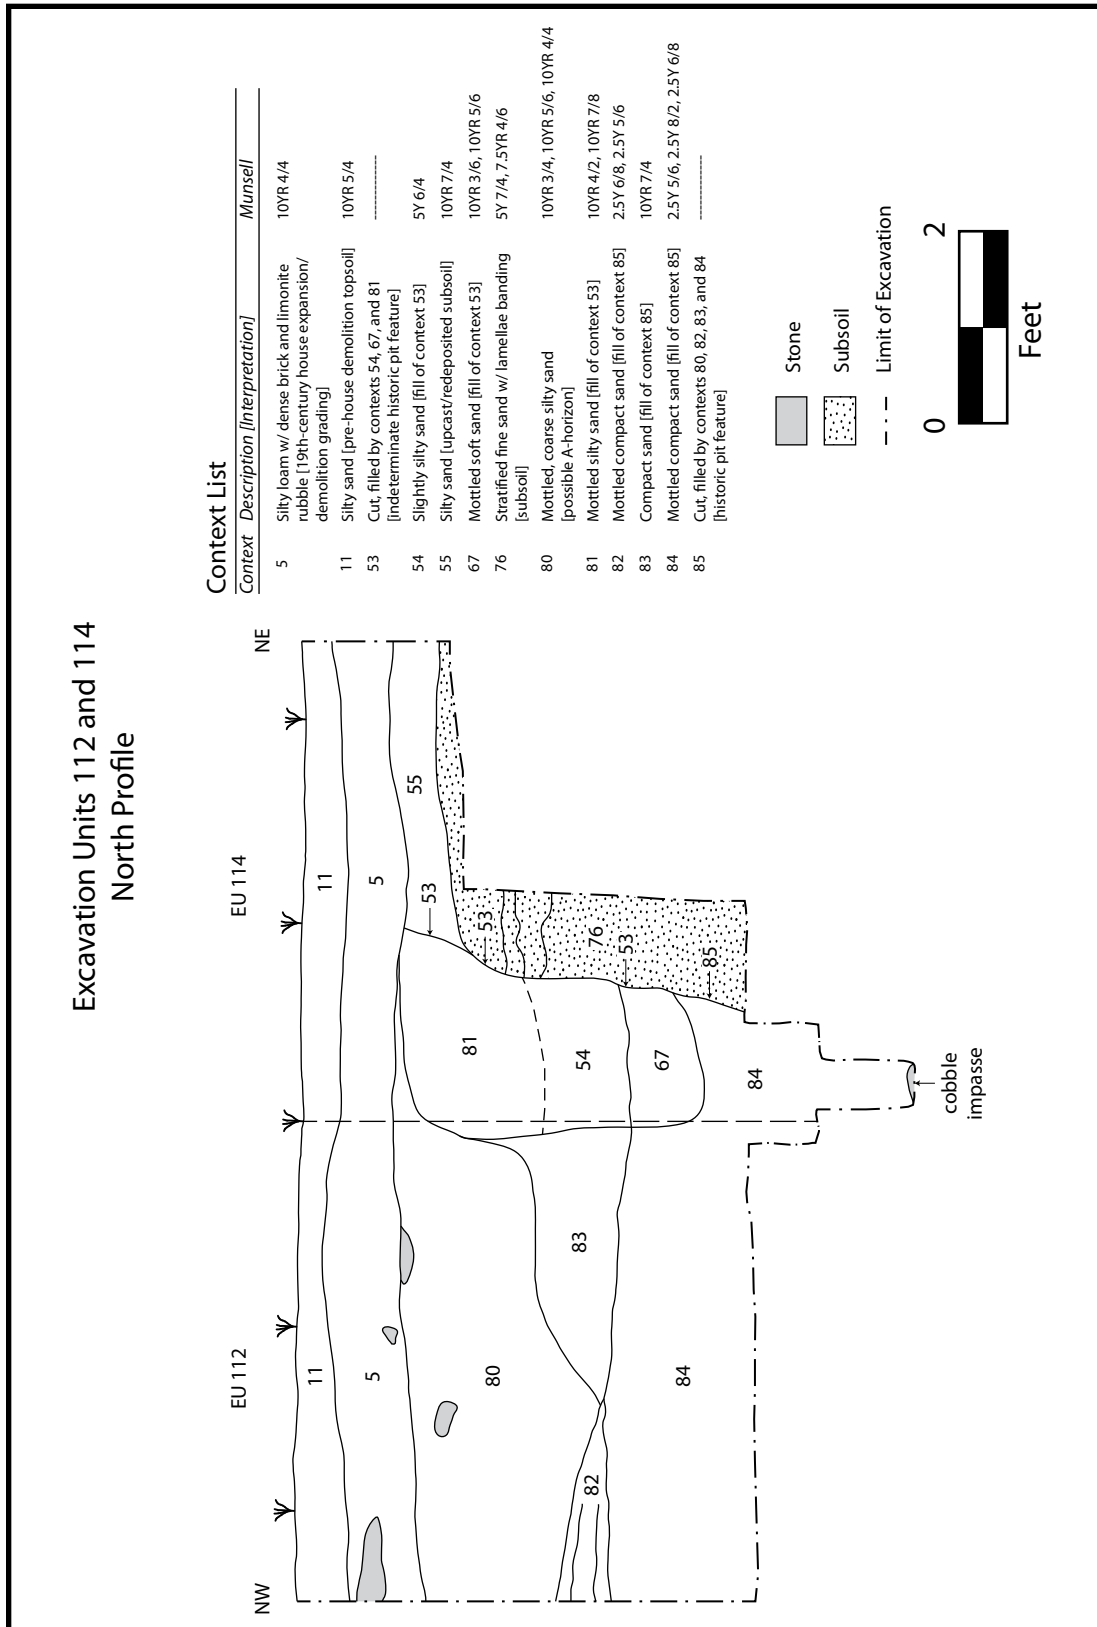 Excavation Units 112 and 114
North Profile
NW
EU 112
EU 114
NE
11
11
5
5
55
53
53
81
76
53
80
83
54
82
67
85
84
84
cobble
impasse
Context List
Context Description [Interpretation] Munsell
5 Silty loam w/ dense brick and limonite 10YR 4/4
rubble [19th-century house expansion/
demolition grading]
11 Silty sand [pre-house demolition topsoil] 10YR 5/4
53 Cut, filled by contexts 54, 67, and 81 --------------
[indeterminate historic pit feature]
54 Slightly silty sand [fill of context 53] 5Y 6/4
55 Silty sand [upcast/redeposited subsoil] 10YR 7/4
67 Mottled soft sand [fill of context 53] 10YR 3/6, 10YR 5/6
76 Stratified fine sand w/ lamellae banding 5Y 7/4, 7.5YR 4/6
[subsoil]
80 Mottled, coarse silty sand 10YR 3/4, 10YR 5/6, 10YR 4/4
[possible A-horizon]
81 Mottled silty sand [fill of context 53] 10YR 4/2, 10YR 7/8
82 Mottled compact sand [fill of context 85] 2.5Y 6/8, 2.5Y 5/6
83 Compact sand [fill of context 85] 10YR 7/4
84 Mottled compact sand [fill of context 85] 2.5Y 5/6, 2.5Y 8/2, 2.5Y 6/8
85 Cut, filled by contexts 80, 82, 83, and 84 --------------
[historic pit feature]
Stone
Subsoil
Limit of Excavation
0 2
Feet